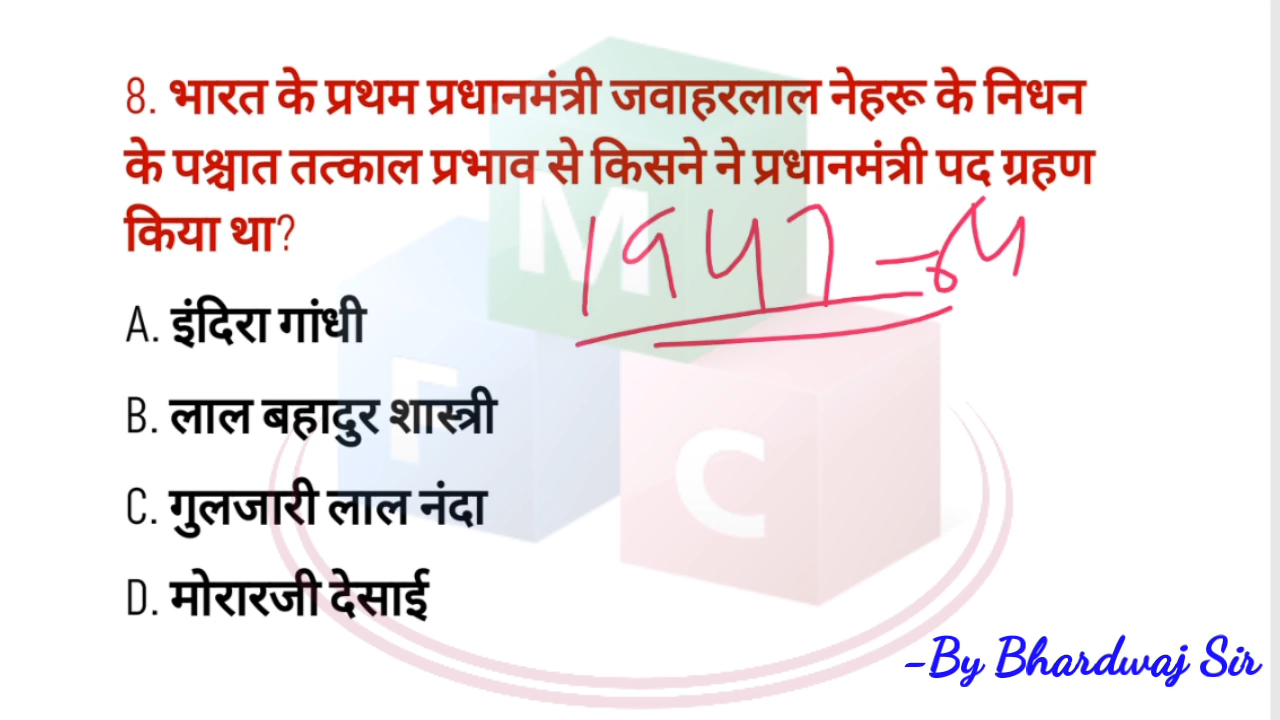 8. भारत के प्रथम प्रधानमंत्री जवाहरलाल नेहरू के निधन
के पश्चात तत्काल प्रभाव से किसने ने प्रधानमंत्री पद ग्रहण
किया था?
1947 - 64
A. इंदिरा गांधी
B. लाल बहादुर शास्त्री
C. गुलजारी लाल नंदा
D. मोरारजी देसाई
M
F
C
-By Bhardwaj Sir